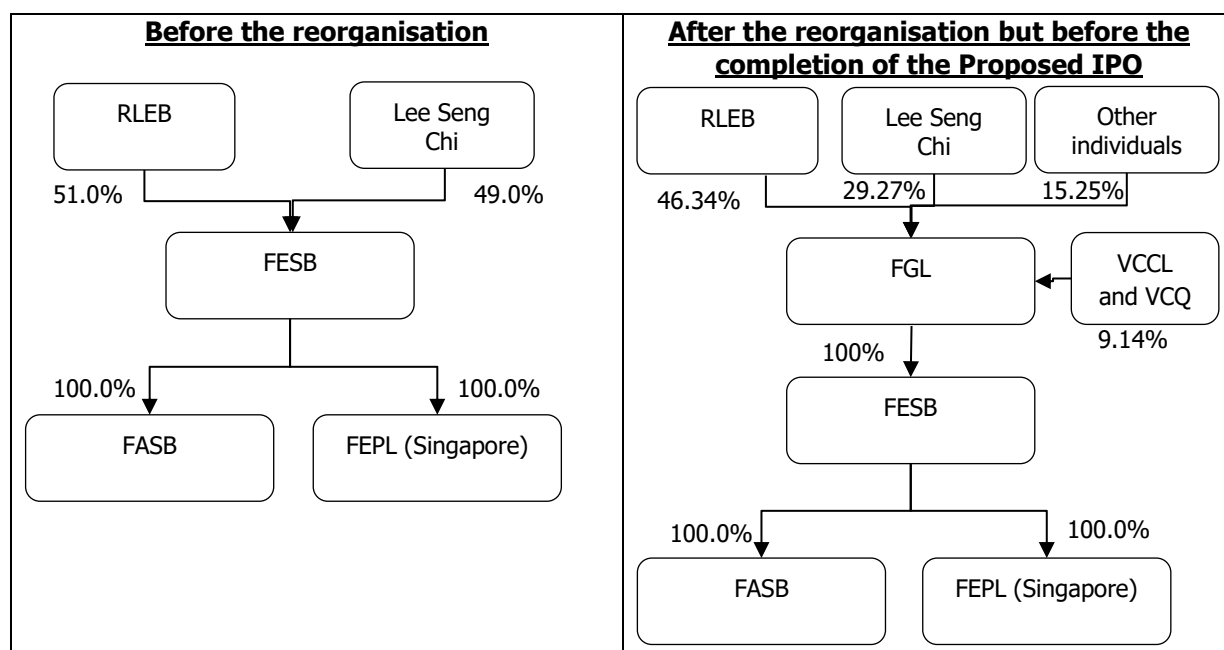 Before the reorganisation
RLEB
Lee Seng
Chi
51.0%
49.0%
FESB
100.0%
100.0%
FASB
FEPL (Singapore)
After the reorganisation but before the
completion of the Proposed IPO
RLEB
Lee Seng
Chi
Other
individuals
46.34%
29.27%
15.25%
FGL
VCCL
and VCQ
9.14%
100%
FESB
100.0%
100.0%
FASB
FEPL (Singapore)